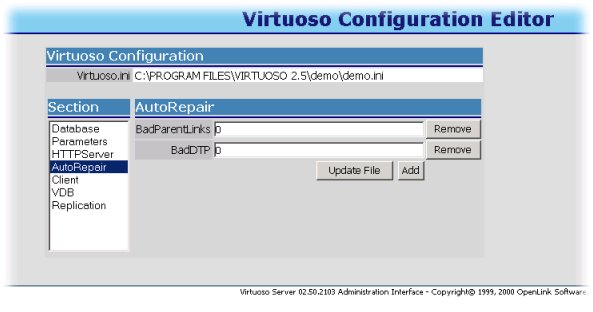 Virtuoso Configuration Editor
Virtuoso Configuration
Virtuoso.ini C:\PROGRAM FILES\VIRTUOSO 2.5\demo\demo.ini
Section
AutoRepair
Database
Parameters
HTTPServer
AutoRepair
Client
VDB
Replication
BadParentLinks 0 Remove
BadDTP 0 Remove
Update File Add
Virtuoso Server 02.50.2103 Administration Interface - Copyright© 1999, 2000 OpenLink Software